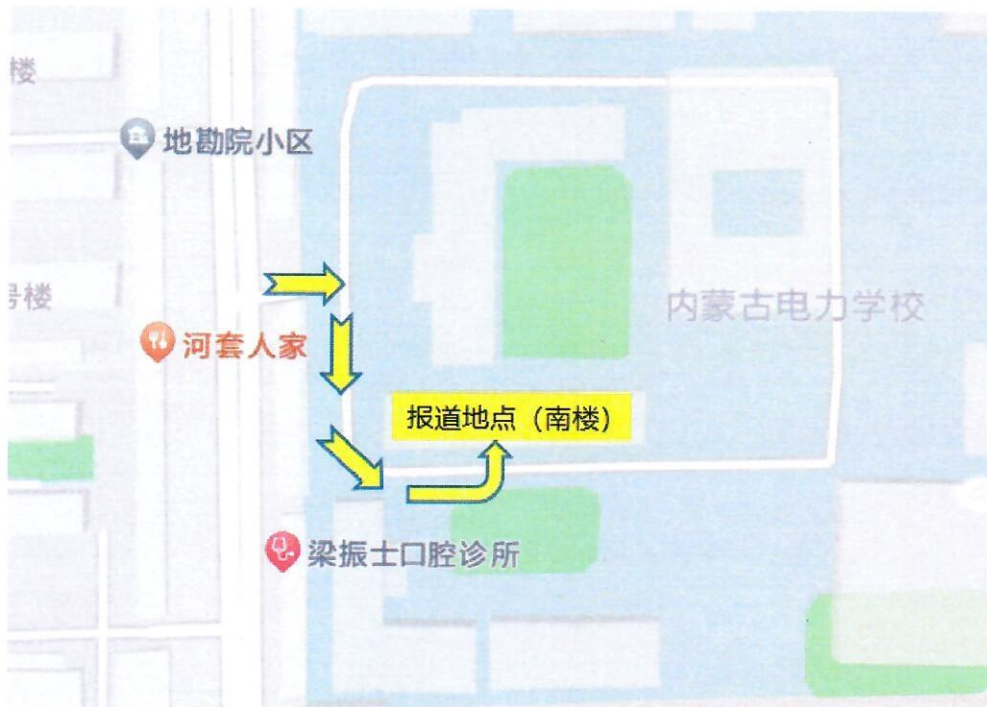 楼
地勘院小区
号楼
内蒙古电力学校
河套人家
报道地点（南楼）
梁振士口腔诊所